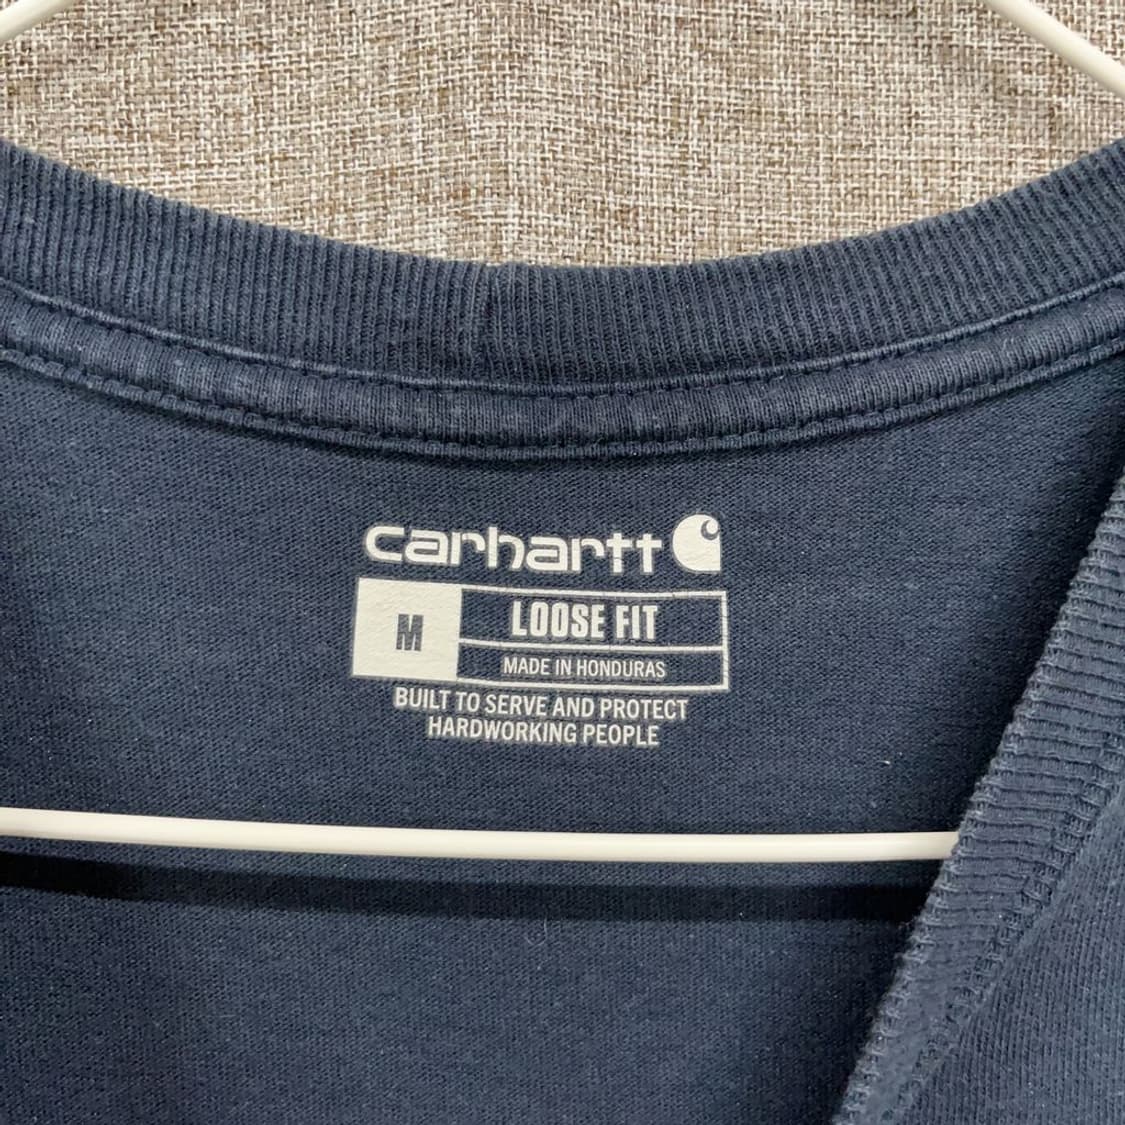 carhartt
M
LOOSE FIT
MADE IN HONDURAS
BUILT TO SERVE AND PROTECT
HARDWORKING PEOPLE